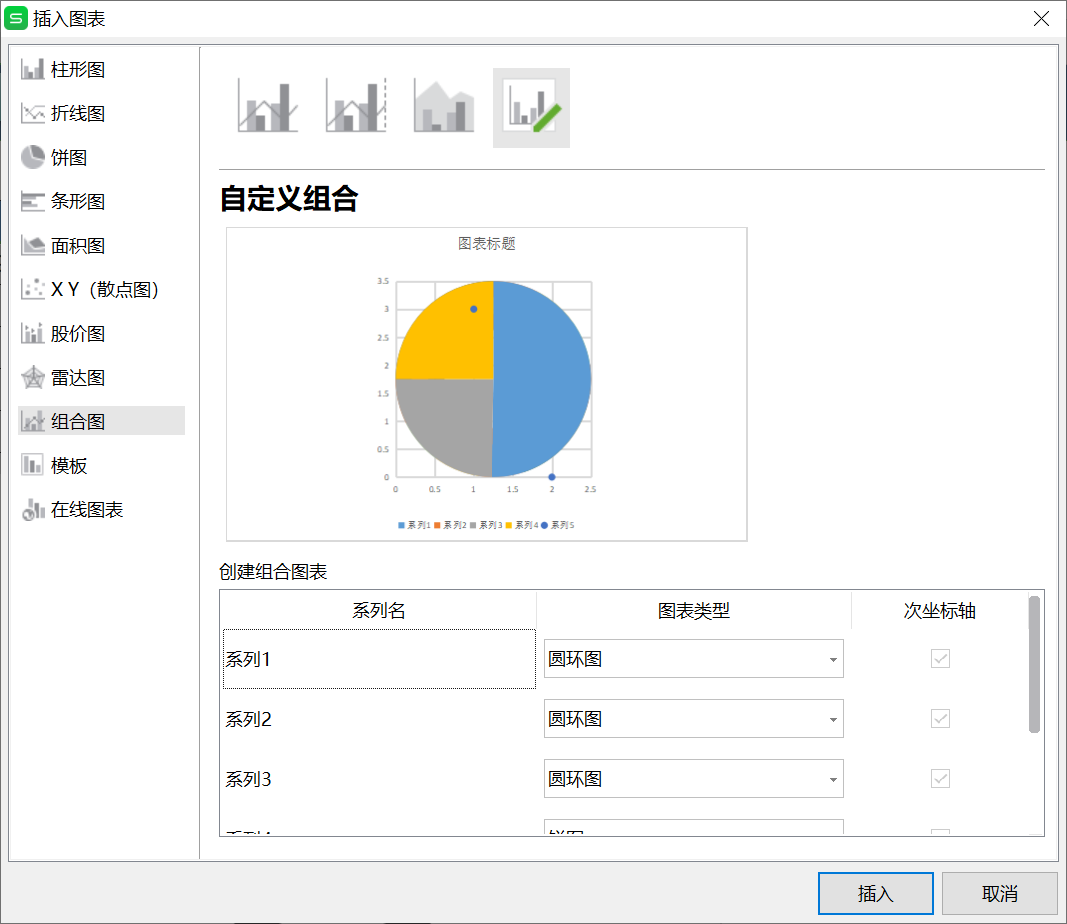 插入图表
柱形图
折线图
饼图
条形图
面积图
X Y（散点图）
股价图
雷达图
组合图
模板
在线图表
自定义组合
图表标题
3.5
3
2.5
2
1.5
1
0.5
0
0 0.5 1 1.5 2 2.5
系列1 系列2 系列3 系列4 系列5
创建组合图表
系列名 图表类型 次坐标轴
系列1 圆环图
系列2 圆环图
系列3 圆环图
插入 取消